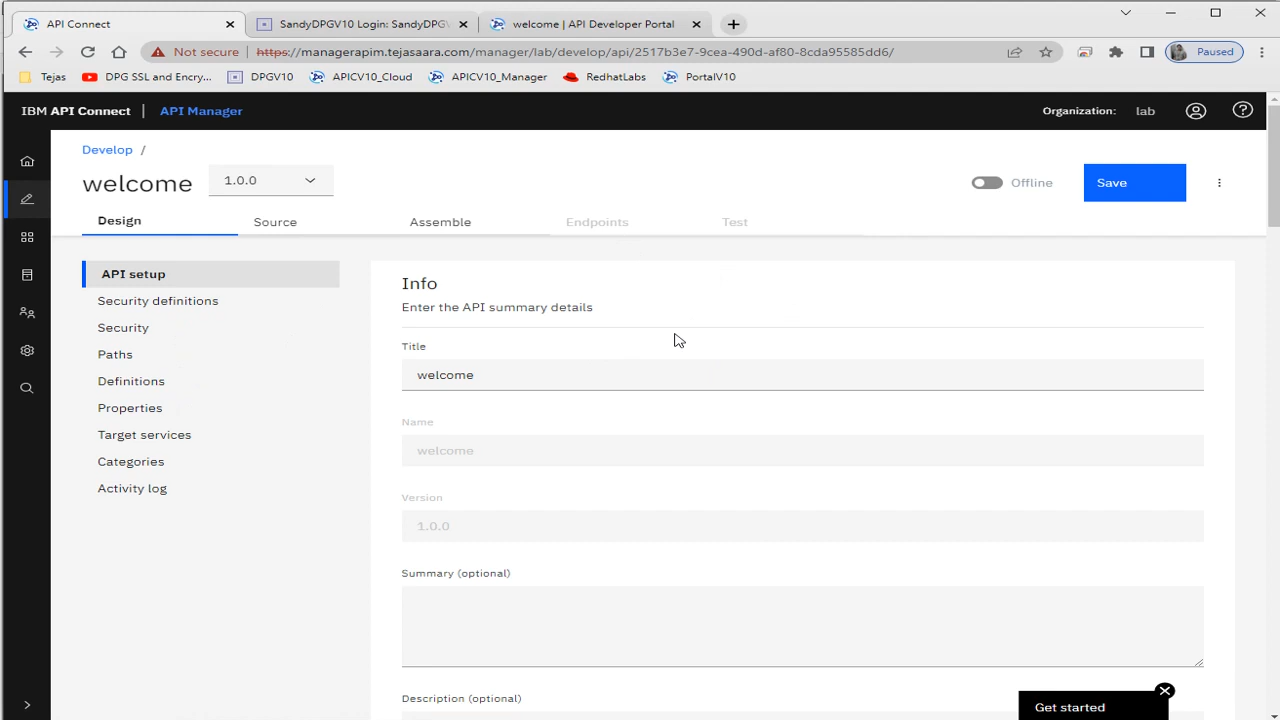 API Connect
SandyDPGV10 Login: SandyDPGV
welcome | API Developer Portal
Not secure
https://managerapim.tejasaara.com/manager/lab/develop/api/2517b3e7-9cea-490d-af80-8cda95585dd6/
Paused
Tejas
DPG SSL and Encry...
DPGV10
APICV10_Cloud
APICV10_Manager
RedhatLabs
PortalV10
IBM API Connect | API Manager
Organization: lab
Develop /
welcome
1.0.0
Offline
Save
Design
Source
Assemble
Endpoints
Test
API setup
Security definitions
Security
Paths
Definitions
Properties
Target services
Categories
Activity log
Info
Enter the API summary details
Title
welcome
Name
welcome
Version
1.0.0
Summary (optional)
Description (optional)
Get started